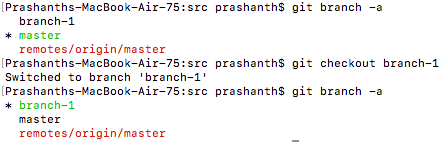 [Prashanths-MacBook-Air-75:src prashanth$ git branch -a
branch-1
* master
remotes/origin/master
[Prashanths-MacBook-Air-75:src prashanth$ git checkout branch-1
Switched to branch 'branch-1'
[Prashanths-MacBook-Air-75:src prashanth$ git branch -a
* branch-1
master
remotes/origin/master